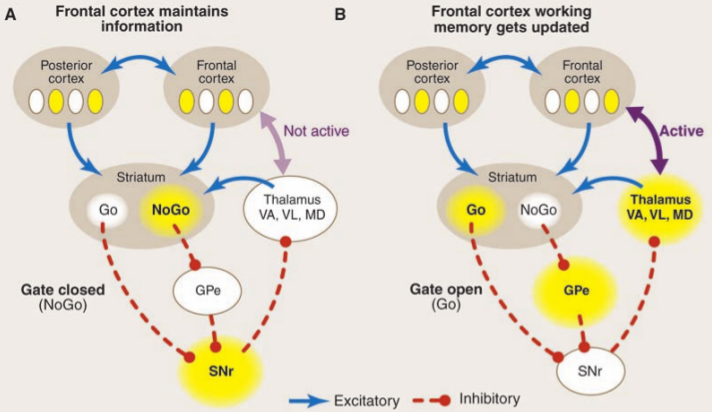 A
Frontal cortex maintains
information
Posterior
cortex
Frontal
cortex
Not active
Striatum
Go
NoGo
Thalamus
VA, VL, MD
Gate closed
(NoGo)
GPe
SNr
B
Frontal cortex working
memory gets updated
Posterior
cortex
Frontal
cortex
Active
Striatum
Go
NoGo
Thalamus
VA, VL, MD
Gate open
(Go)
GPe
SNr
Excitatory
Inhibitory